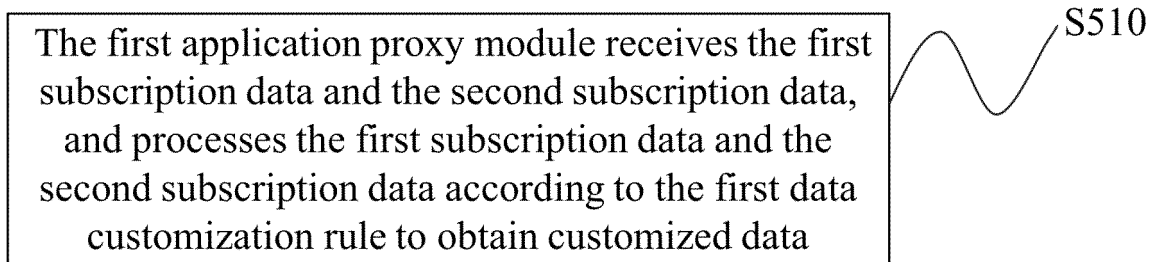 The first application proxy module receives the first
subscription data and the second subscription data,
and processes the first subscription data and the
second subscription data according to the first data
customization rule to obtain customized data
S510